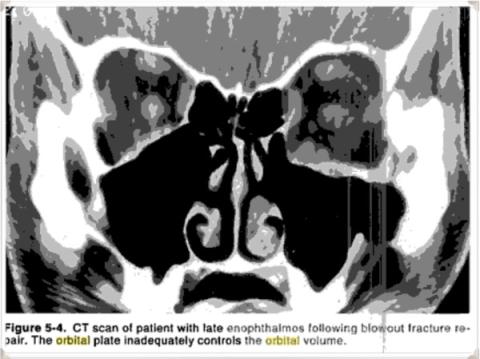 Figure 5-4. CT scan of patient with late enophthalmos following blowout fracture re-
pair. The orbital plate inadequately controls the orbital volume.